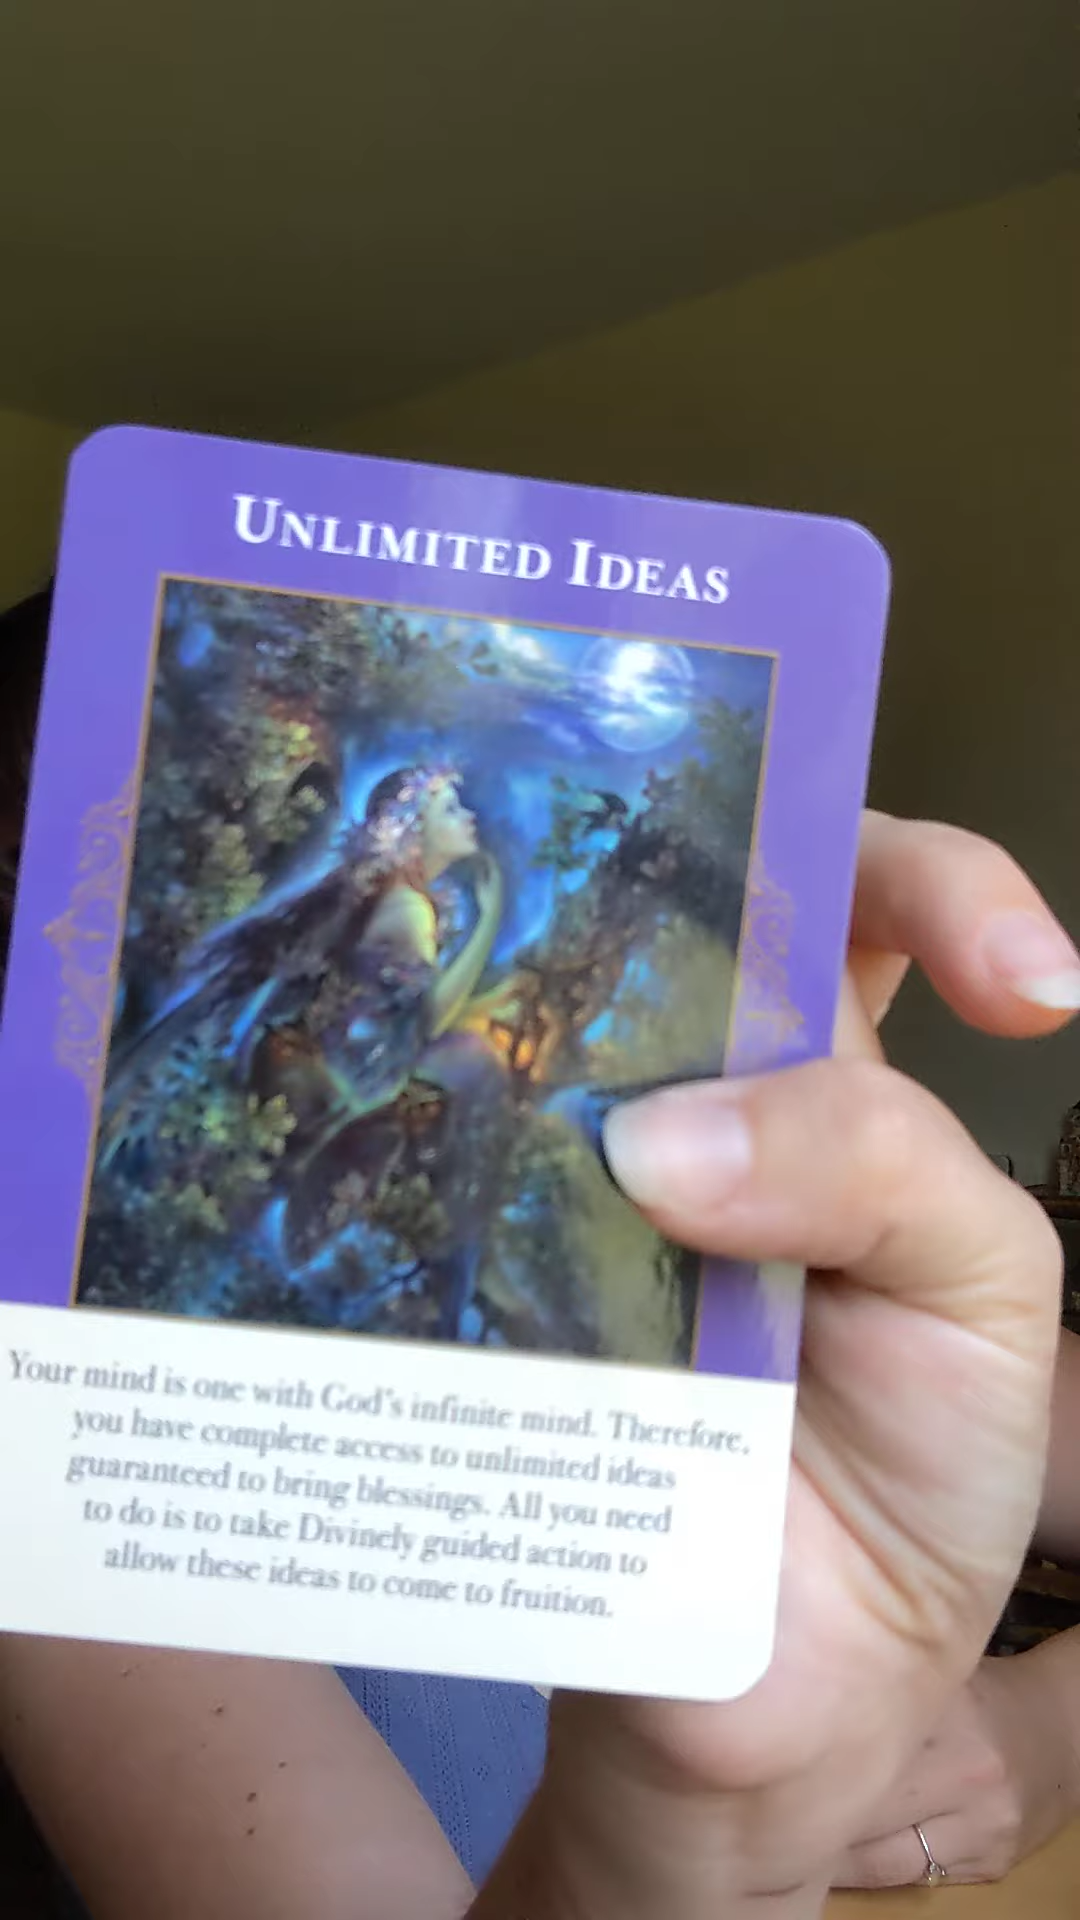 UNLIMITED IDEAS
Your mind is one with God's infinite mind. Therefore,
you have complete access to unlimited ideas
guaranteed to bring blessings. All you need
to do is to take Divinely guided action to
allow these ideas to come to fruition.